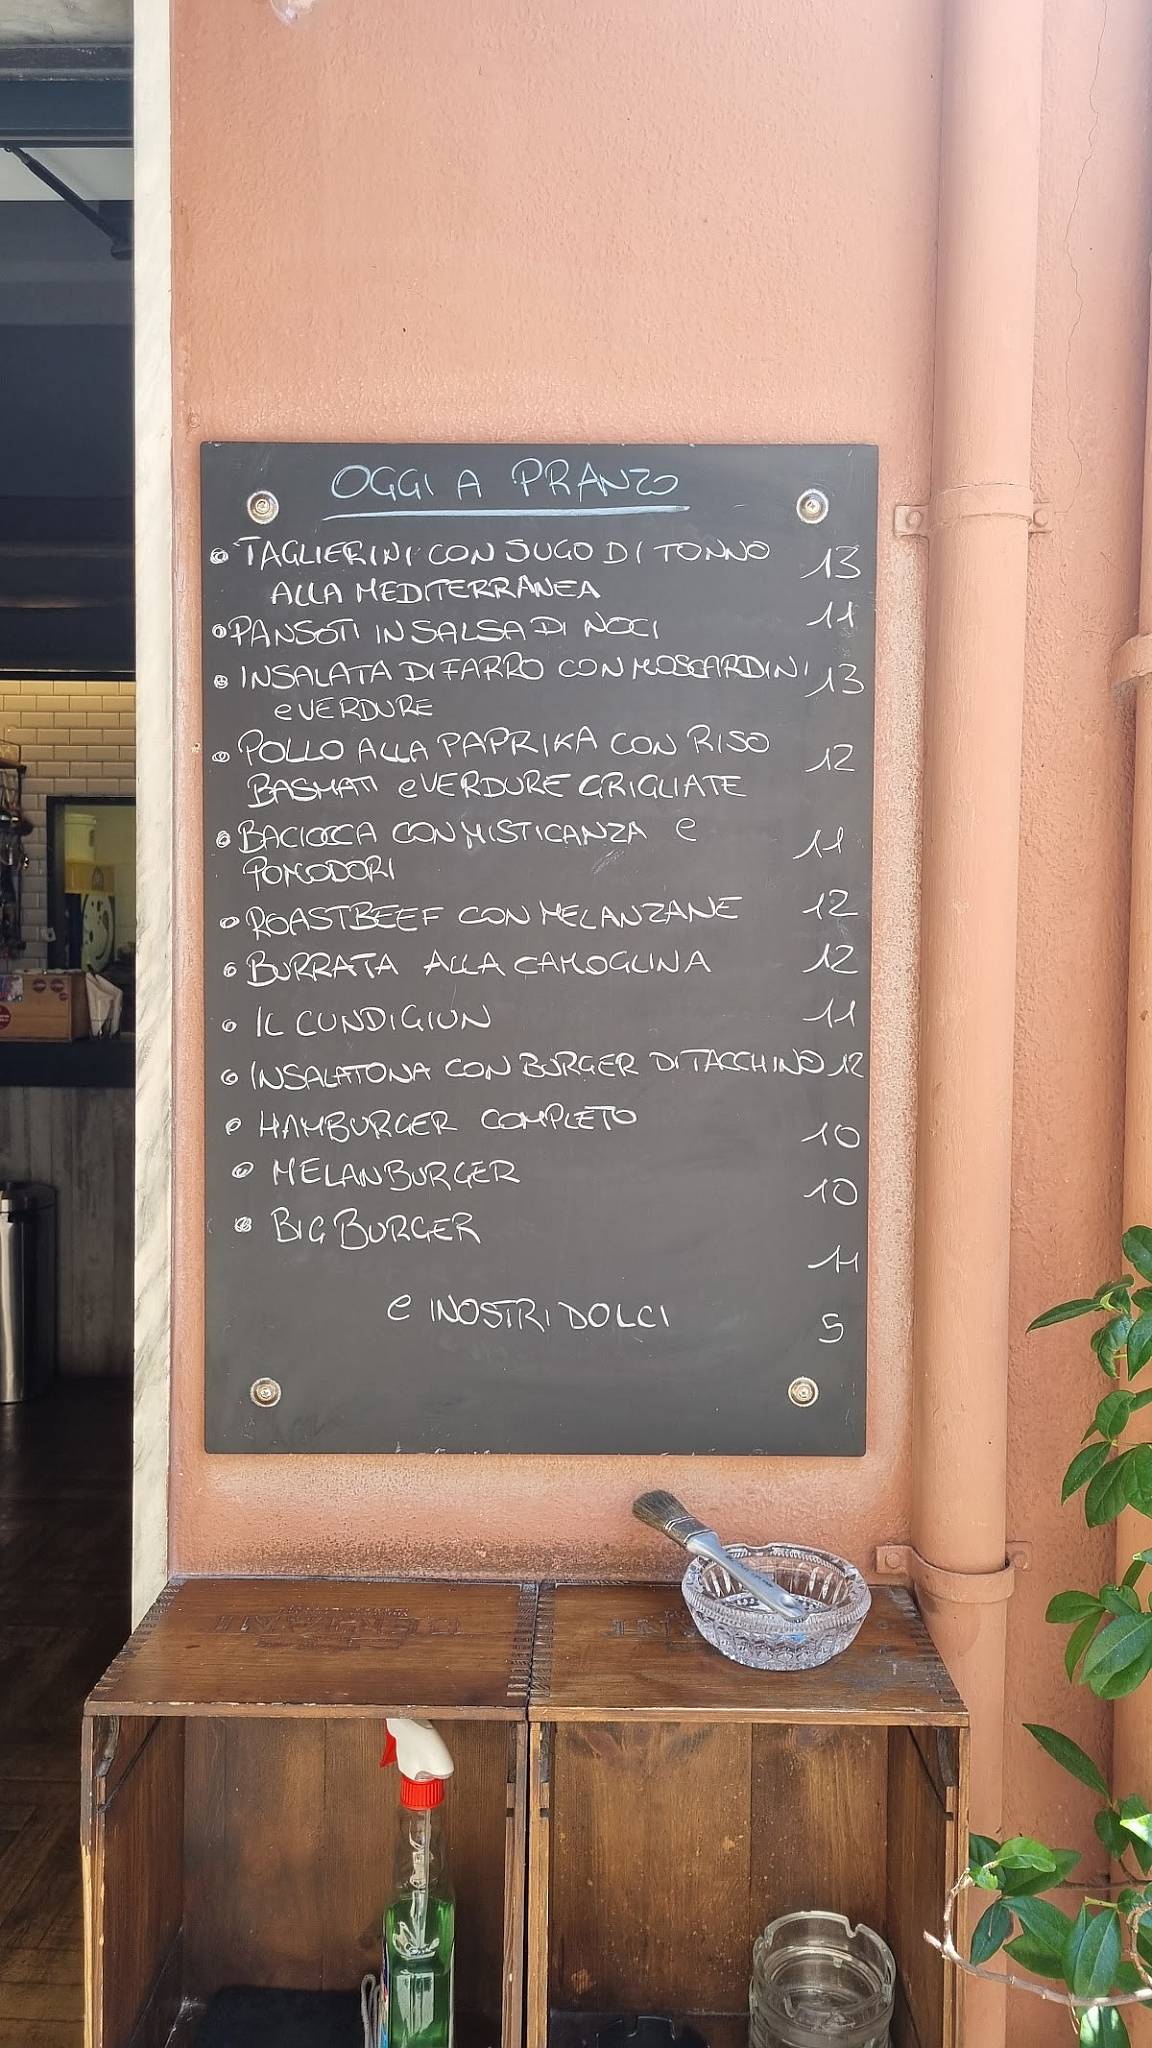 OGGI A PRANZO
TAGLIERINI CON SUGO DI TONNO 13
ALLA MEDITERRANEA
PANSOTI IN SALSA DI NOCI 11
INSALATA DI FARRO CON MOSCARDINI 13
e VERDURE
POLLO ALLA PAPRIKA CON RISO 12
BASMATI e VERDURE GRIGLIATE
BACIOCCA CON MISTICANZA e 11
POMODORI
ROASTBEEF CON MELANZANE 12
BURRATA ALLA CAMOGLINA 12
IL CUNDIGIUN 11
INSALATONA CON BURGER DI TACCHINO 12
HAMBURGER COMPLETO 10
MELANBURGER 10
BIG BURGER 11
e I NOSTRI DOLCI 5